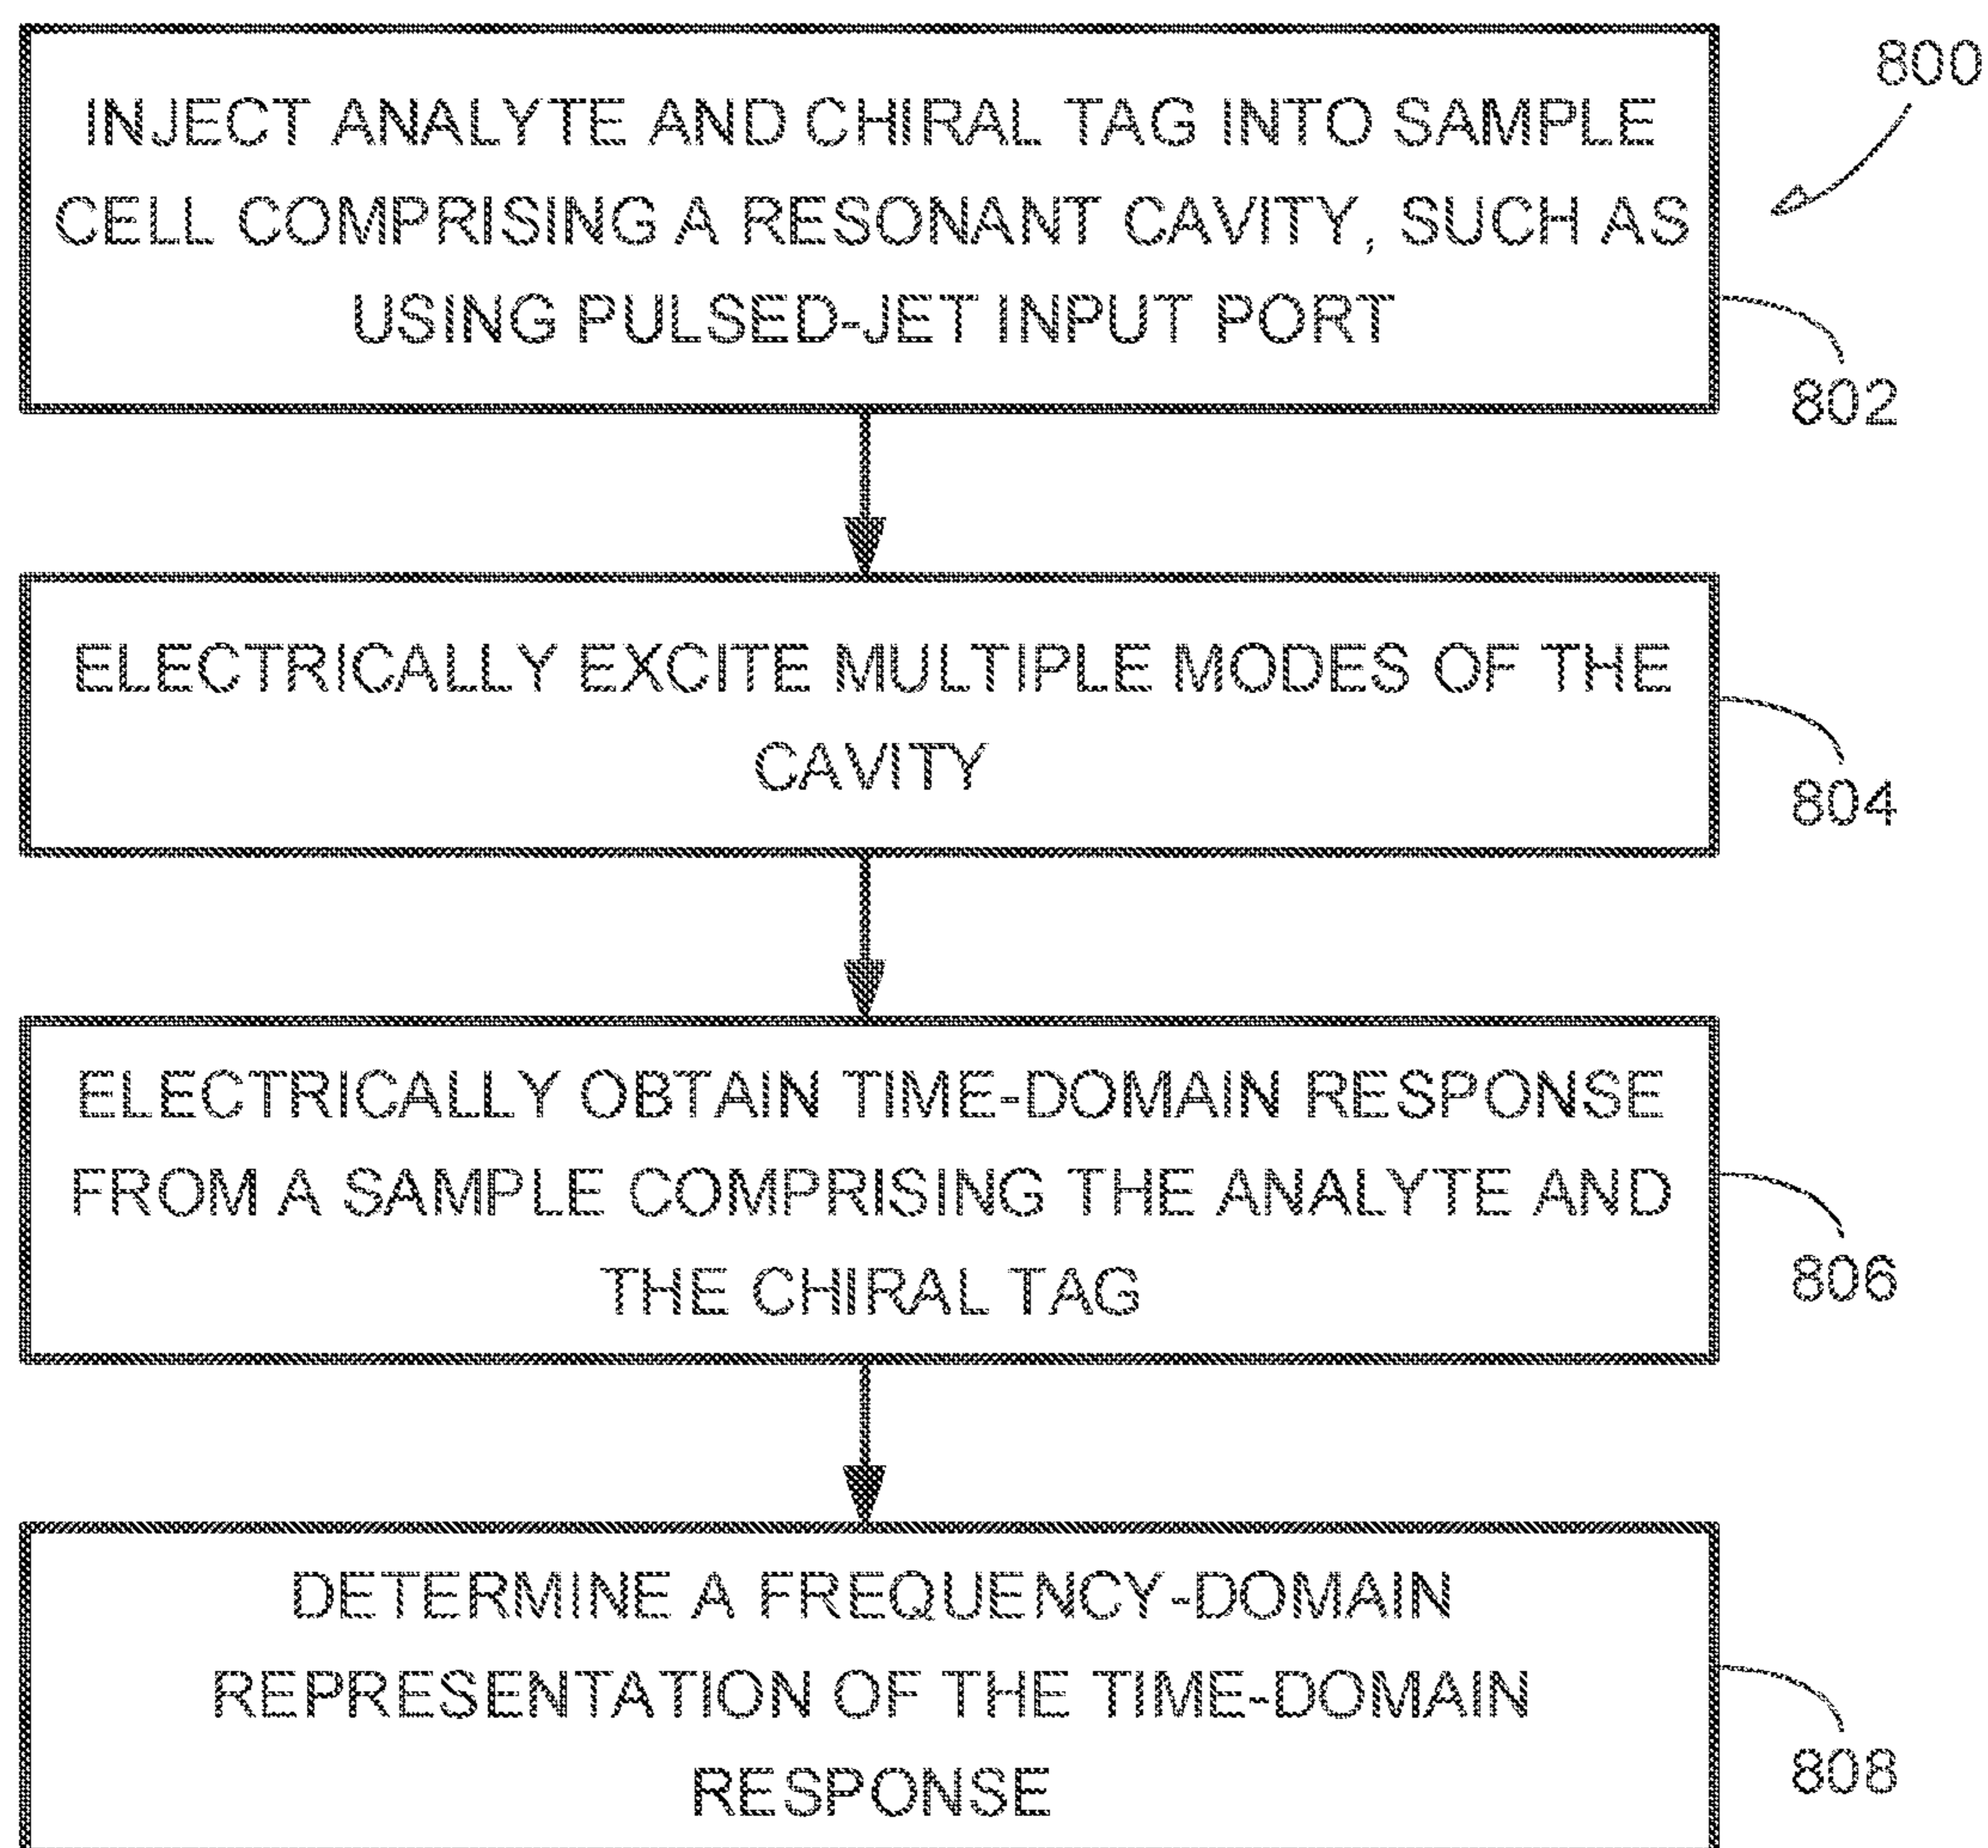 800
INJECT ANALYTE AND CHIRAL TAG INTO SAMPLE
CELL COMPRISING A RESONANT CAVITY, SUCH AS
USING PULSED-JET INPUT PORT
802
ELECTRICALLY EXCITE MULTIPLE MODES OF THE
CAVITY
804
ELECTRICALLY OBTAIN TIME-DOMAIN RESPONSE
FROM A SAMPLE COMPRISING THE ANALYTE AND
THE CHIRAL TAG
806
DETERMINE A FREQUENCY-DOMAIN
REPRESENTATION OF THE TIME-DOMAIN
RESPONSE
808